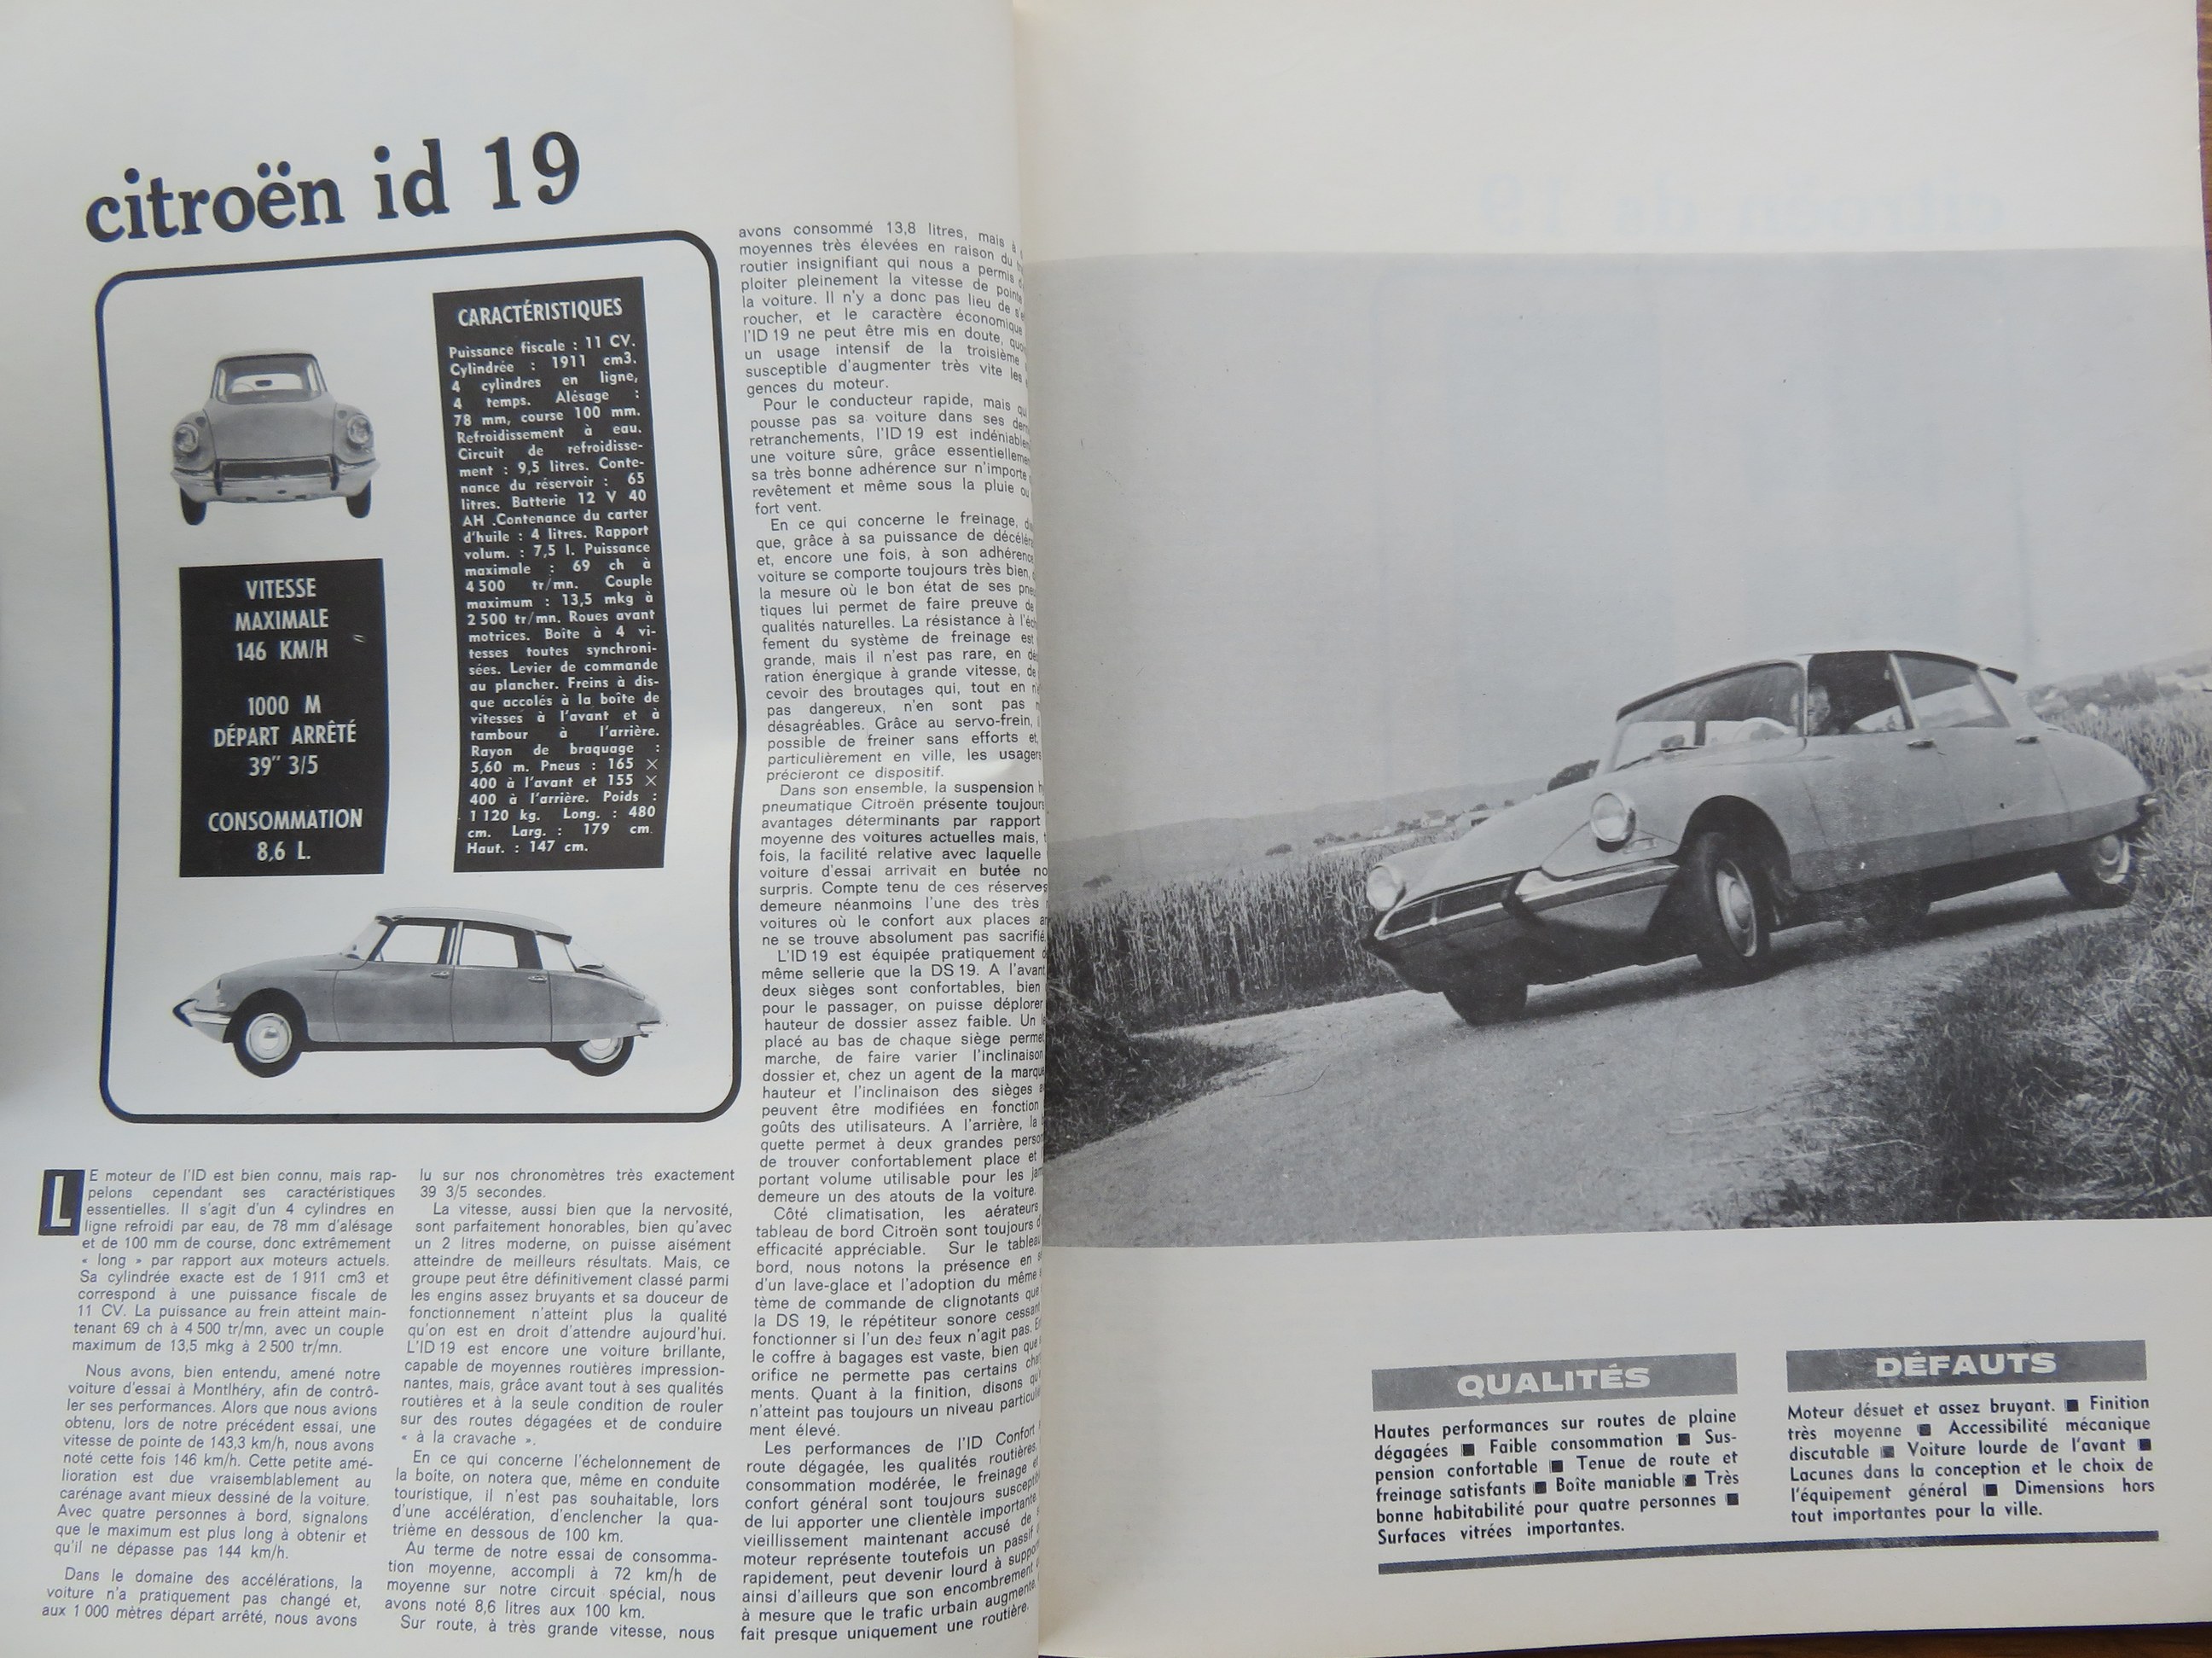 citroën id 19
CARACTÉRISTIQUES
Puissance fiscale : 11 CV.
Cylindrée : 1911 cm3.
4 cylindres en ligne,
4 temps. Alésage :
78 mm, course 100 mm.
Refroidissement à eau.
Circuit de refroidisse-
ment : 9,5 litres. Conte-
nance du réservoir : 65
litres. Batterie 12 V 40
AH .Contenance du carter
d'huile : 4 litres. Rapport
volum. : 7,5 l. Puissance
maximale : 69 ch à
4 500 tr/mn. Couple
maximum : 13,5 mkg à
2 500 tr/mn. Roues avant
motrices. Boîte à 4 vi-
tesses toutes synchroni-
sées. Levier de commande
au plancher. Freins à dis-
que accolés à la boîte de
vitesses à l'avant et à
tambour à l'arrière.
Rayon de braquage :
5,60 m. Pneus : 165 ×
400 à l'avant et 155 ×
400 à l'arrière. Poids :
1 120 kg. Long. : 480
cm. Larg. : 179 cm.
Haut. : 147 cm.
VITESSE
MAXIMALE
146 KM/H
1000 M
DÉPART ARRÊTÉ
39" 3/5
CONSOMMATION
8,6 L.
LE moteur de l'ID est bien connu, mais rap-
pelons cependant ses caractéristiques
essentielles. Il s'agit d'un 4 cylindres en
ligne refroidi par eau, de 78 mm d'alésage
et de 100 mm de course, donc extrêmement
« long » par rapport aux moteurs actuels.
Sa cylindrée exacte est de 1 911 cm3 et
correspond à une puissance fiscale de
11 CV. La puissance au frein atteint main-
tenant 69 ch à 4 500 tr/mn, avec un couple
maximum de 13,5 mkg à 2 500 tr/mn.
Nous avons, bien entendu, amené notre
voiture d'essai à Montlhéry, afin de contrô-
ler ses performances. Alors que nous avions
obtenu, lors de notre précédent essai, une
vitesse de pointe de 143,3 km/h, nous avons
noté cette fois 146 km/h. Cette petite amé-
lioration est due vraisemblablement au
carénage avant mieux dessiné de la voiture.
Avec quatre personnes à bord, signalons
que le maximum est plus long à obtenir et
qu'il ne dépasse pas 144 km/h.
Dans le domaine des accélérations, la
voiture n'a pratiquement pas changé et,
aux 1 000 mètres départ arrêté, nous avons
lu sur nos chronomètres très exactement
39 3/5 secondes.
La vitesse, aussi bien que la nervosité,
sont parfaitement honorables, bien qu'avec
un 2 litres moderne, on puisse aisément
atteindre de meilleurs résultats. Mais, ce
groupe peut être définitivement classé parmi
les engins assez bruyants et sa douceur de
fonctionnement n'atteint plus la qualité
qu'on est en droit d'attendre aujourd'hui.
L'ID 19 est encore une voiture brillante,
capable de moyennes routières impression-
nantes, mais, grâce avant tout à ses qualités
routières et à la seule condition de rouler
sur des routes dégagées et de conduire
« à la cravache ».
En ce qui concerne l'échelonnement de
la boîte, on notera que, même en conduite
touristique, il n'est pas souhaitable, lors
d'une accélération, d'enclencher la qua-
trième en dessous de 100 km.
Au terme de notre essai de consomma-
tion moyenne, accompli à 72 km/h de
moyenne sur notre circuit spécial, nous
avons noté 8,6 litres aux 100 km.
Sur route, à très grande vitesse, nous
avons consommé 13,8 litres, mais à
moyennes très élevées en raison du
routier insignifiant qui nous a permis
ploiter pleinement la vitesse de pointe
la voiture. Il n'y a donc pas lieu de
roucher, et le caractère économique
l'ID 19 ne peut être mis en doute,
un usage intensif de la troisième
susceptible d'augmenter très vite les
gences du moteur.
Pour le conducteur rapide, mais
pousse pas sa voiture dans ses
retranchements, l'ID 19 est
une voiture sûre, grâce
sa très bonne adhérence sur n'importe
revêtement et même sous la pluie ou
fort vent.
En ce qui concerne le freinage,
que, grâce à sa puissance de
et, encore une fois, à son
voiture se comporte toujours très bien,
la mesure où le bon état de ses
tiques lui permet de faire preuve de
qualités naturelles. La résistance à
fement du système de freinage est
grande, mais il n'est pas rare, en
ration énergique à grande vitesse, de
cevoir des broutages qui, tout en
pas dangereux, n'en sont pas
désagréables. Grâce au servo-frein,
possible de freiner sans efforts et,
particulièrement en ville, les usagers
précieront ce dispositif.
Dans son ensemble, la suspension
pneumatique Citroën présente
avantages déterminants par rapport
moyenne des voitures actuelles mais,
fois, la facilité relative avec laquelle
voiture d'essai arrivait en butée
surpris. Compte tenu de ces réserves
demeure néanmoins l'une des très
voitures où le confort aux places
ne se trouve absolument pas sacrifié.
L'ID 19 est équipée pratiquement
même sellerie que la DS 19. A l'avant
deux sièges sont confortables, bien
pour le passager, on puisse déplorer
hauteur de dossier assez faible. Un
placé au bas de chaque siège
marche, de faire varier l'inclinaison
dossier et, chez un agent de la marque
hauteur et l'inclinaison des sièges
peuvent être modifiées en fonction
goûts des utilisateurs. A l'arrière, la
quette permet à deux grandes
de trouver confortablement place et
portant volume utilisable pour les
demeure un des atouts de la voiture.
Côté climatisation, les aérateurs
tableau de bord Citroën sont toujours
efficacité appréciable. Sur le
bord, nous notons la présence en
d'un lave-glace et l'adoption du même
tème de commande de clignotants que
la DS 19, le répétiteur sonore cessant
fonctionner si l'un des feux n'agit pas.
le coffre à bagages est vaste, bien que
orifice ne permette pas certains
ments. Quant à la finition, disons
n'atteint pas toujours un niveau
ment élevé.
Les performances de l'ID Confort
route dégagée, les qualités routières,
consommation modérée, le freinage et
confort général sont toujours
de lui apporter une clientèle importante.
vieillissement maintenant accusé de
moteur représente toutefois un passif
rapidement, peut devenir lourd à
ainsi d'ailleurs que son encombrement
à mesure que le trafic urbain augmente,
fait presque uniquement une routière.
QUALITÉS
Hautes performances sur routes de plaine
dégagées ■ Faible consommation ■ Sus-
pension confortable ■ Tenue de route et
freinage satisfaits ■ Boîte maniable ■ Très
bonne habitabilité pour quatre personnes ■
Surfaces vitrées importantes.
DÉFAUTS
Moteur désuet et assez bruyant. ■ Finition
très moyenne ■ Accessibilité mécanique
discutable ■ Voiture lourde de l'avant ■
Lacunes dans la conception et le choix de
l'équipement général ■ Dimensions hors
tout importantes pour la ville.